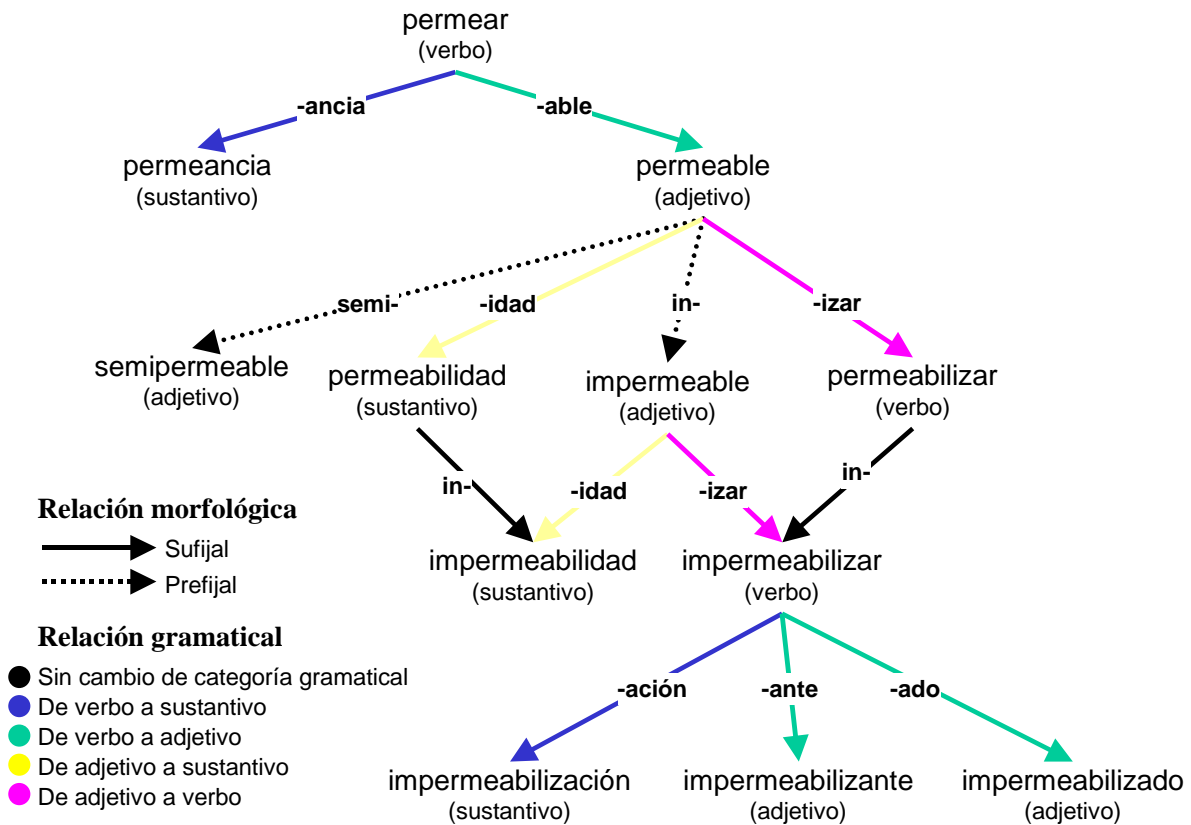 permear
(verbo)
-ancia
-able
permeancia
(sustantivo)
permeable
(adjetivo)
semi-
-idad
in-
-izar
semipermeable
(adjetivo)
permeabilidad
(sustantivo)
impermeable
(adjetivo)
permeabilizar
(verbo)
in-
-idad
-izar
in-
Relación morfológica
Sufijal
Prefijal
impermeabilidad
(sustantivo)
impermeabilizar
(verbo)
Relación gramatical
Sin cambio de categoría gramatical
De verbo a sustantivo
De verbo a adjetivo
De adjetivo a sustantivo
De adjetivo a verbo
-ación
-ante
-ado
impermeabilización
(sustantivo)
impermeabilizante
(adjetivo)
impermeabilizado
(adjetivo)